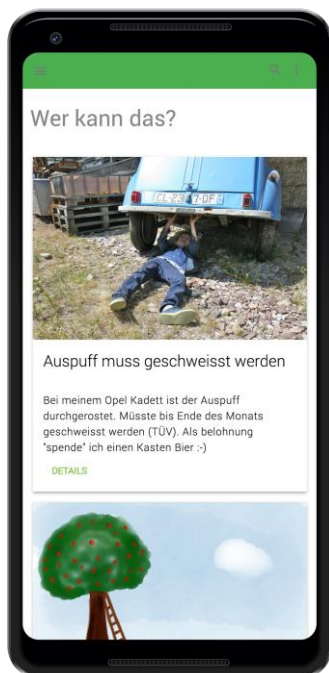 Wer kann das?
Auspuff muss geschweisst werden
Bei meinem Opel Kadett ist der Auspuff
durchgerostet. Müsste bis Ende des Monats
geschweisst werden (TÜV). Als belohnung
"spende" ich einen Kasten Bier :-)
DETAILS